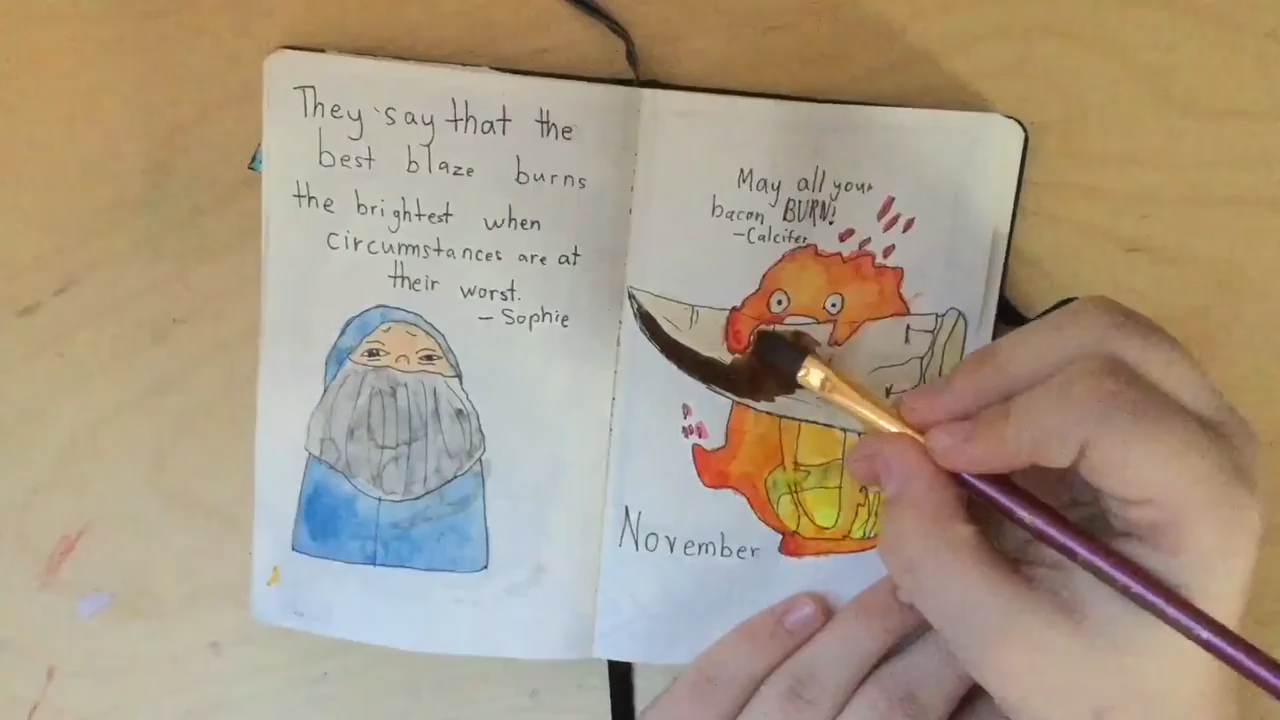 They say that the
best blaze burns
the brightest when
circumstances are at
their worst.
- Sophie
May all your
bacon BURN!
-Calcifer
November